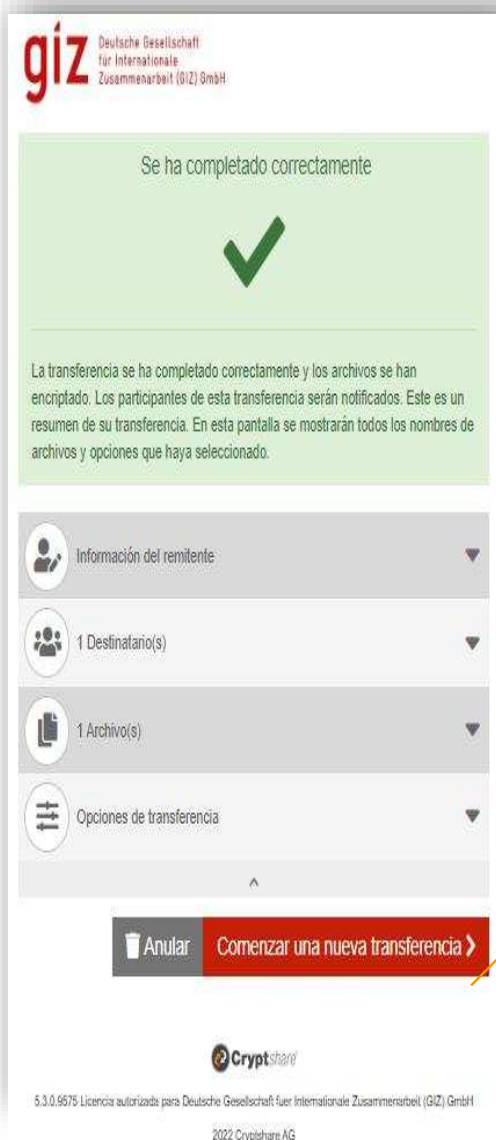 giz
Deutsche Gesellschaft
für Internationale
Zusammenarbeit (GIZ) GmbH
Se ha completado correctamente
La transferencia se ha completado correctamente y los archivos se han
encriptado. Los participantes de esta transferencia serán notificados. Este es un
resumen de su transferencia. En esta pantalla se mostrarán todos los nombres de
archivos y opciones que haya seleccionado.
Información del remitente
1 Destinatario(s)
1 Archivo(s)
Opciones de transferencia
Anular
Comenzar una nueva transferencia
Cryptshare
5.3.0.9575 Licencia autorizada para Deutsche Gesellschaft fuer Internationale Zusammenarbeit (GIZ) GmbH
2022 Cryptshare AG